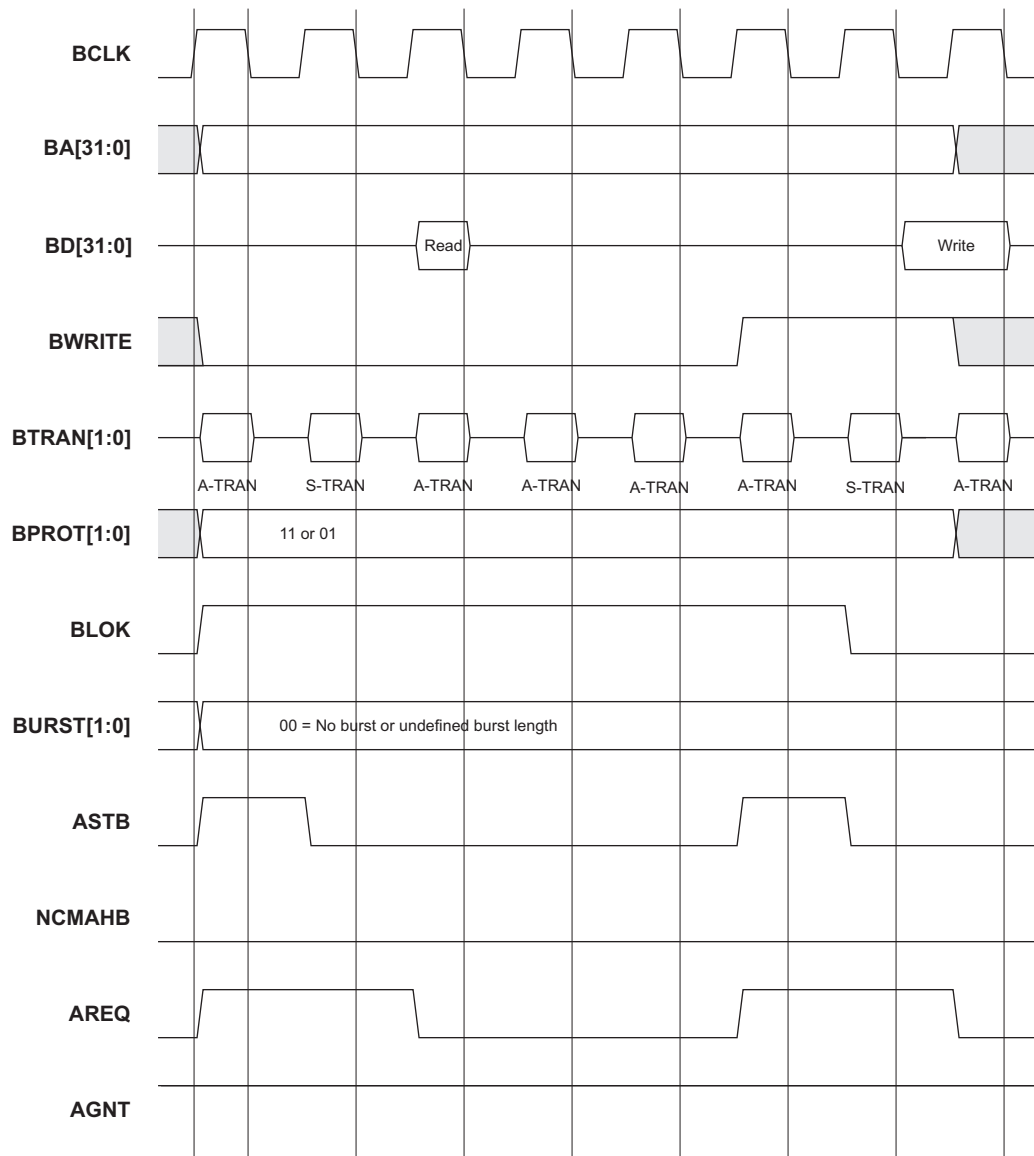 BCLK
BA[31:0]
BD[31:0]
Read
Write
BWRITE
BTRAN[1:0]
A-TRAN S-TRAN A-TRAN A-TRAN A-TRAN A-TRAN S-TRAN A-TRAN
BPROT[1:0]
11 or 01
BLOK
BURST[1:0]
00 = No burst or undefined burst length
ASTB
NCMAHB
AREQ
AGNT